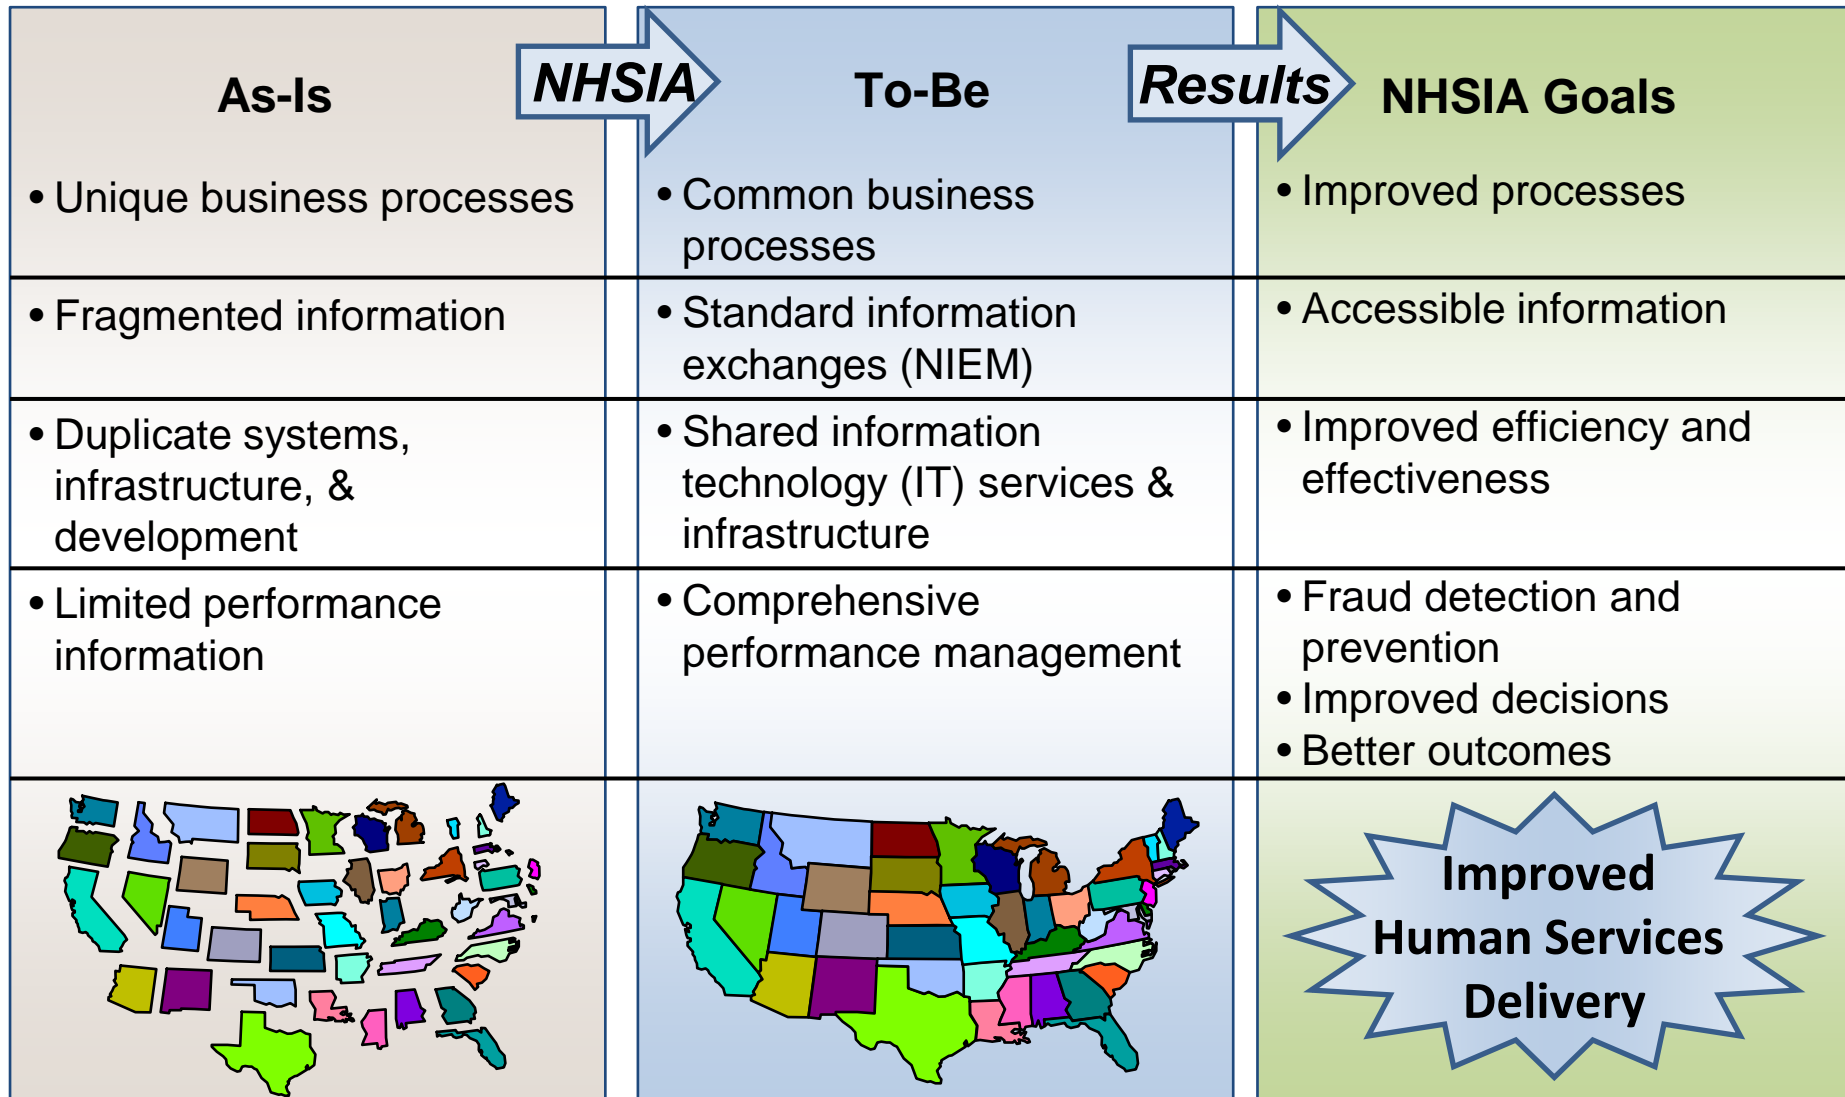 As-Is
NHSIA
To-Be
Results
NHSIA Goals
• Unique business processes
• Common business
processes
• Improved processes
• Fragmented information
• Standard information
exchanges (NIEM)
• Accessible information
• Duplicate systems,
infrastructure, &
development
• Shared information
technology (IT) services &
infrastructure
• Improved efficiency and
effectiveness
• Limited performance
information
• Comprehensive
performance management
• Fraud detection and
prevention
• Improved decisions
• Better outcomes
Improved
Human Services
Delivery